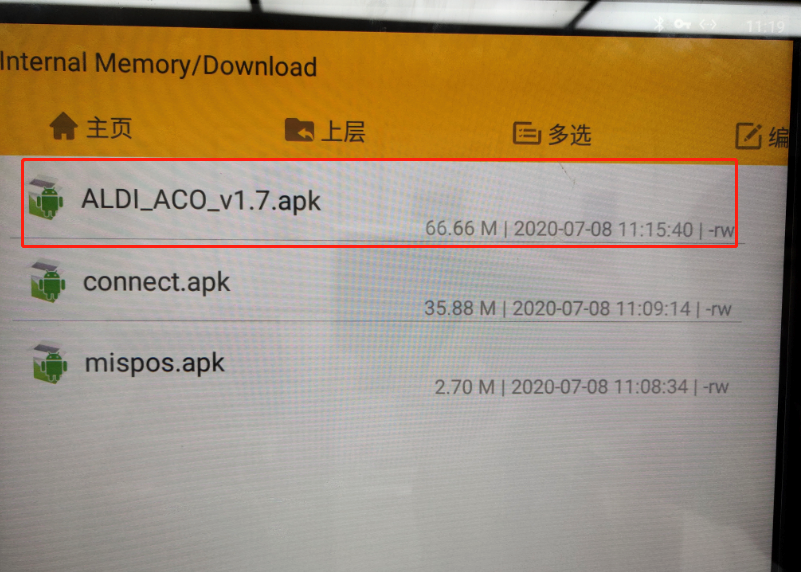 11:19
Internal Memory/Download
主页 上层 多选 编
ALDI_ACO_v1.7.apk
66.66 M | 2020-07-08 11:15:40 | -rw
connect.apk
35.88 M | 2020-07-08 11:09:14 | -rw
mispos.apk
2.70 M | 2020-07-08 11:08:34 | -rw